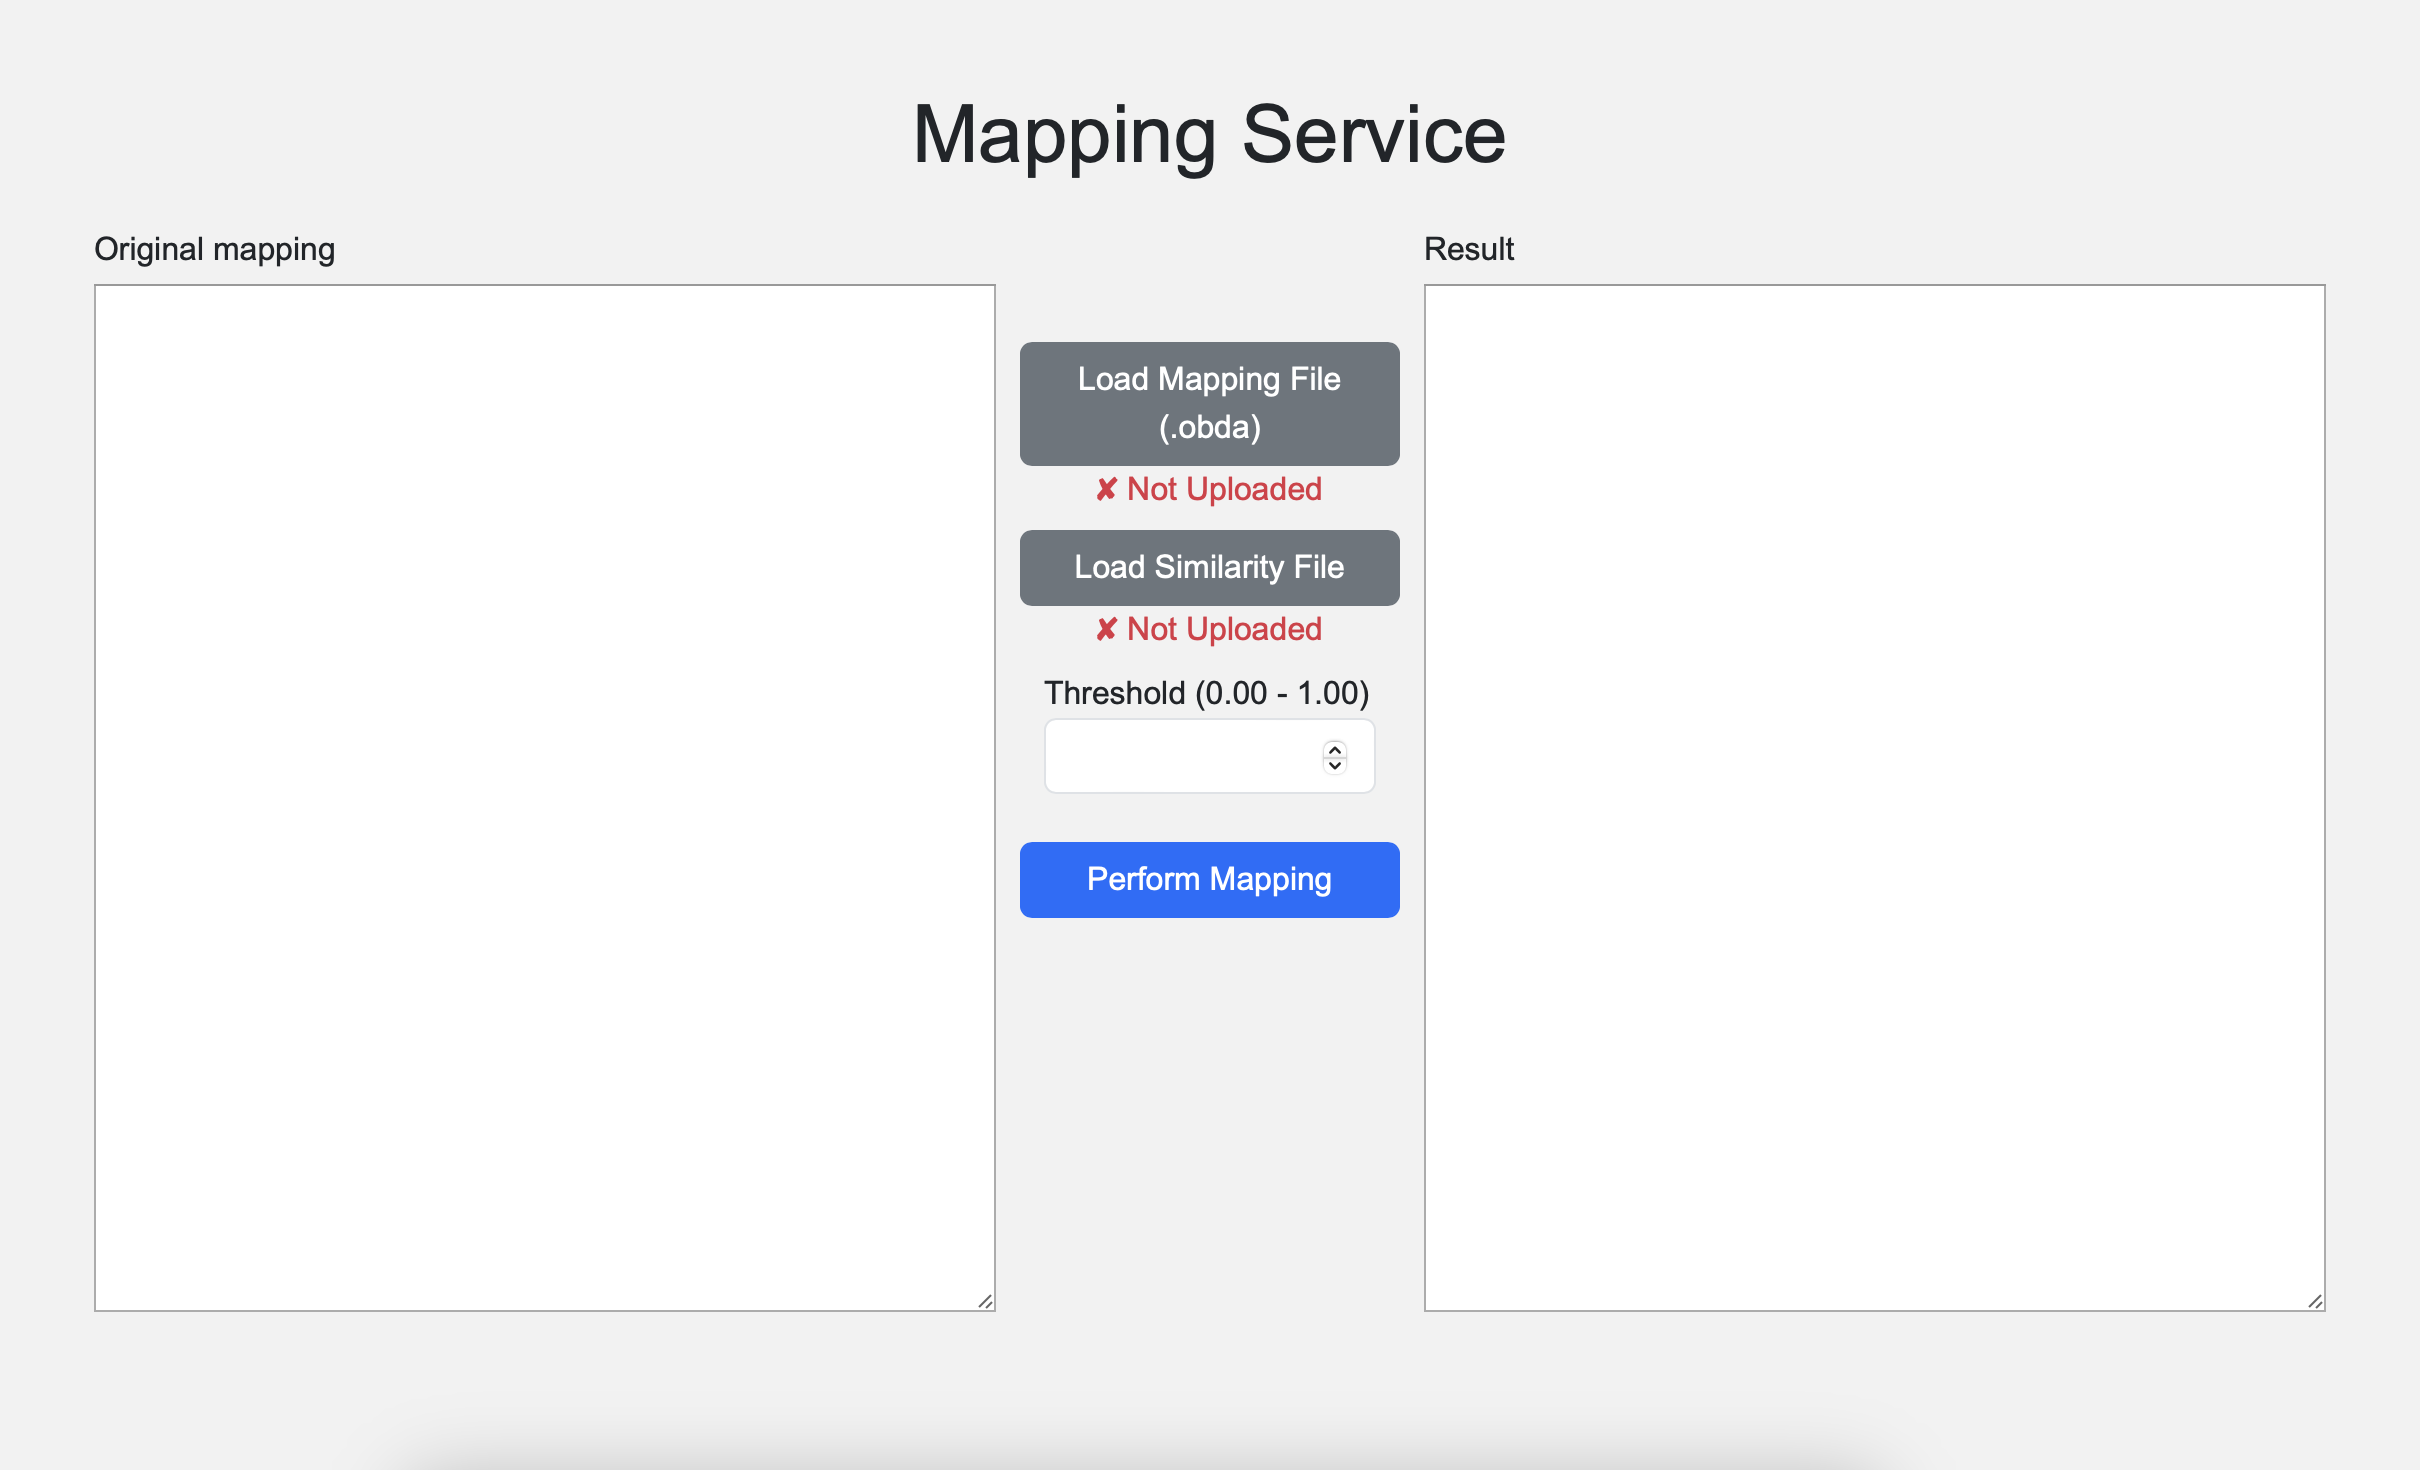 Mapping Service
Original mapping
Load Mapping File
(.obda)
✘ Not Uploaded
Load Similarity File
✘ Not Uploaded
Threshold (0.00 - 1.00)
Perform Mapping
Result